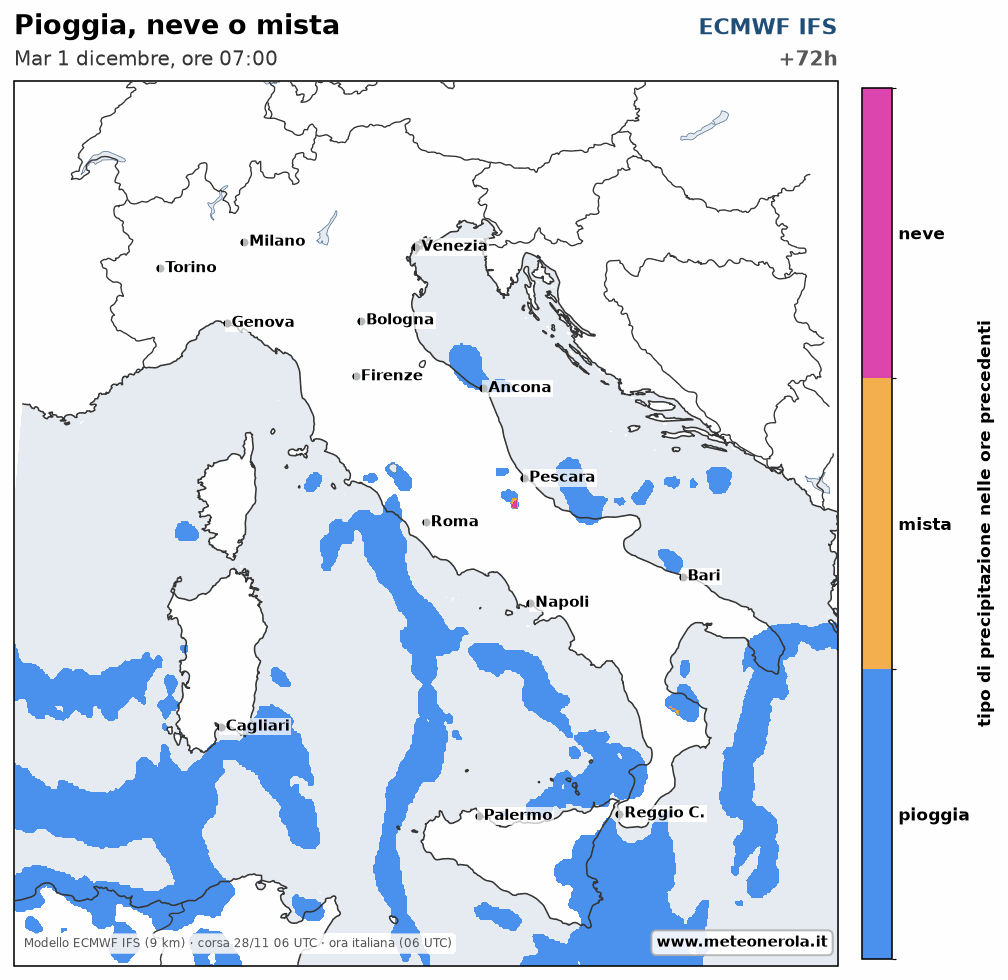 Pioggia, neve o mista
ECMWF IFS
Mar 1 dicembre, ore 07:00
+72h
Milano
Venezia
Torino
Genova
Bologna
Firenze
Ancona
Pescara
Roma
Bari
Napoli
Cagliari
Palermo
Reggio C.
neve
mista
pioggia
tipo di precipitazione nelle ore precedenti
Modello ECMWF IFS (9 km) · corsa 28/11 06 UTC · ora italiana (06 UTC)
www.meteonerola.it